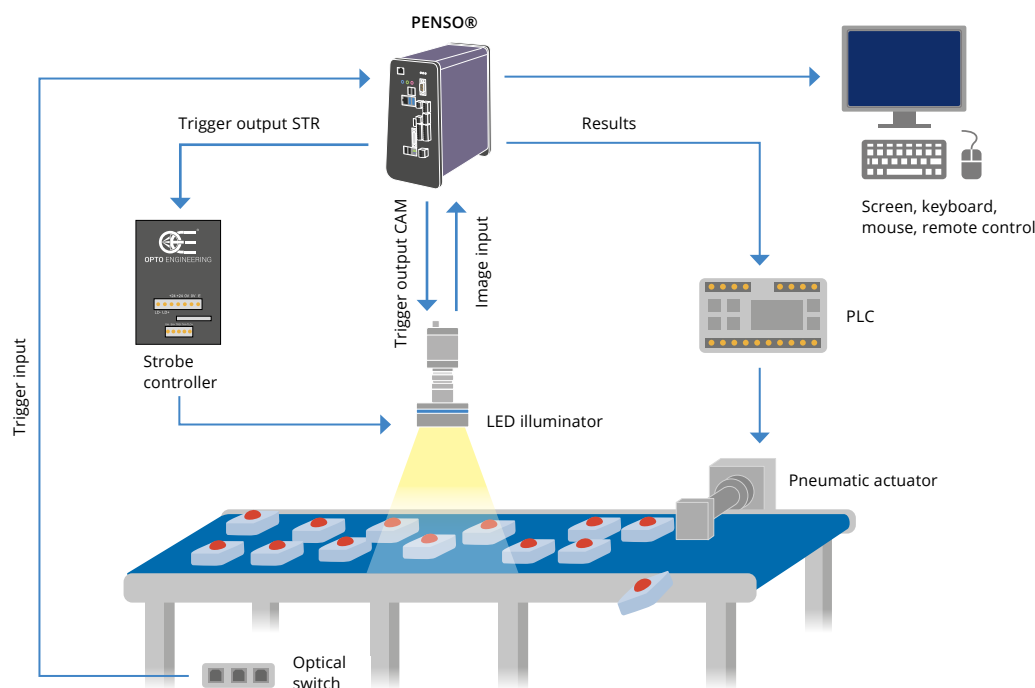 PENSO®
Trigger output STR
Results
Screen, keyboard,
mouse, remote control
Trigger output CAM
Image input
OPTO ENGINEERING
PLC
Strobe
controller
Trigger input
LED illuminator
Pneumatic actuator
Optical
switch